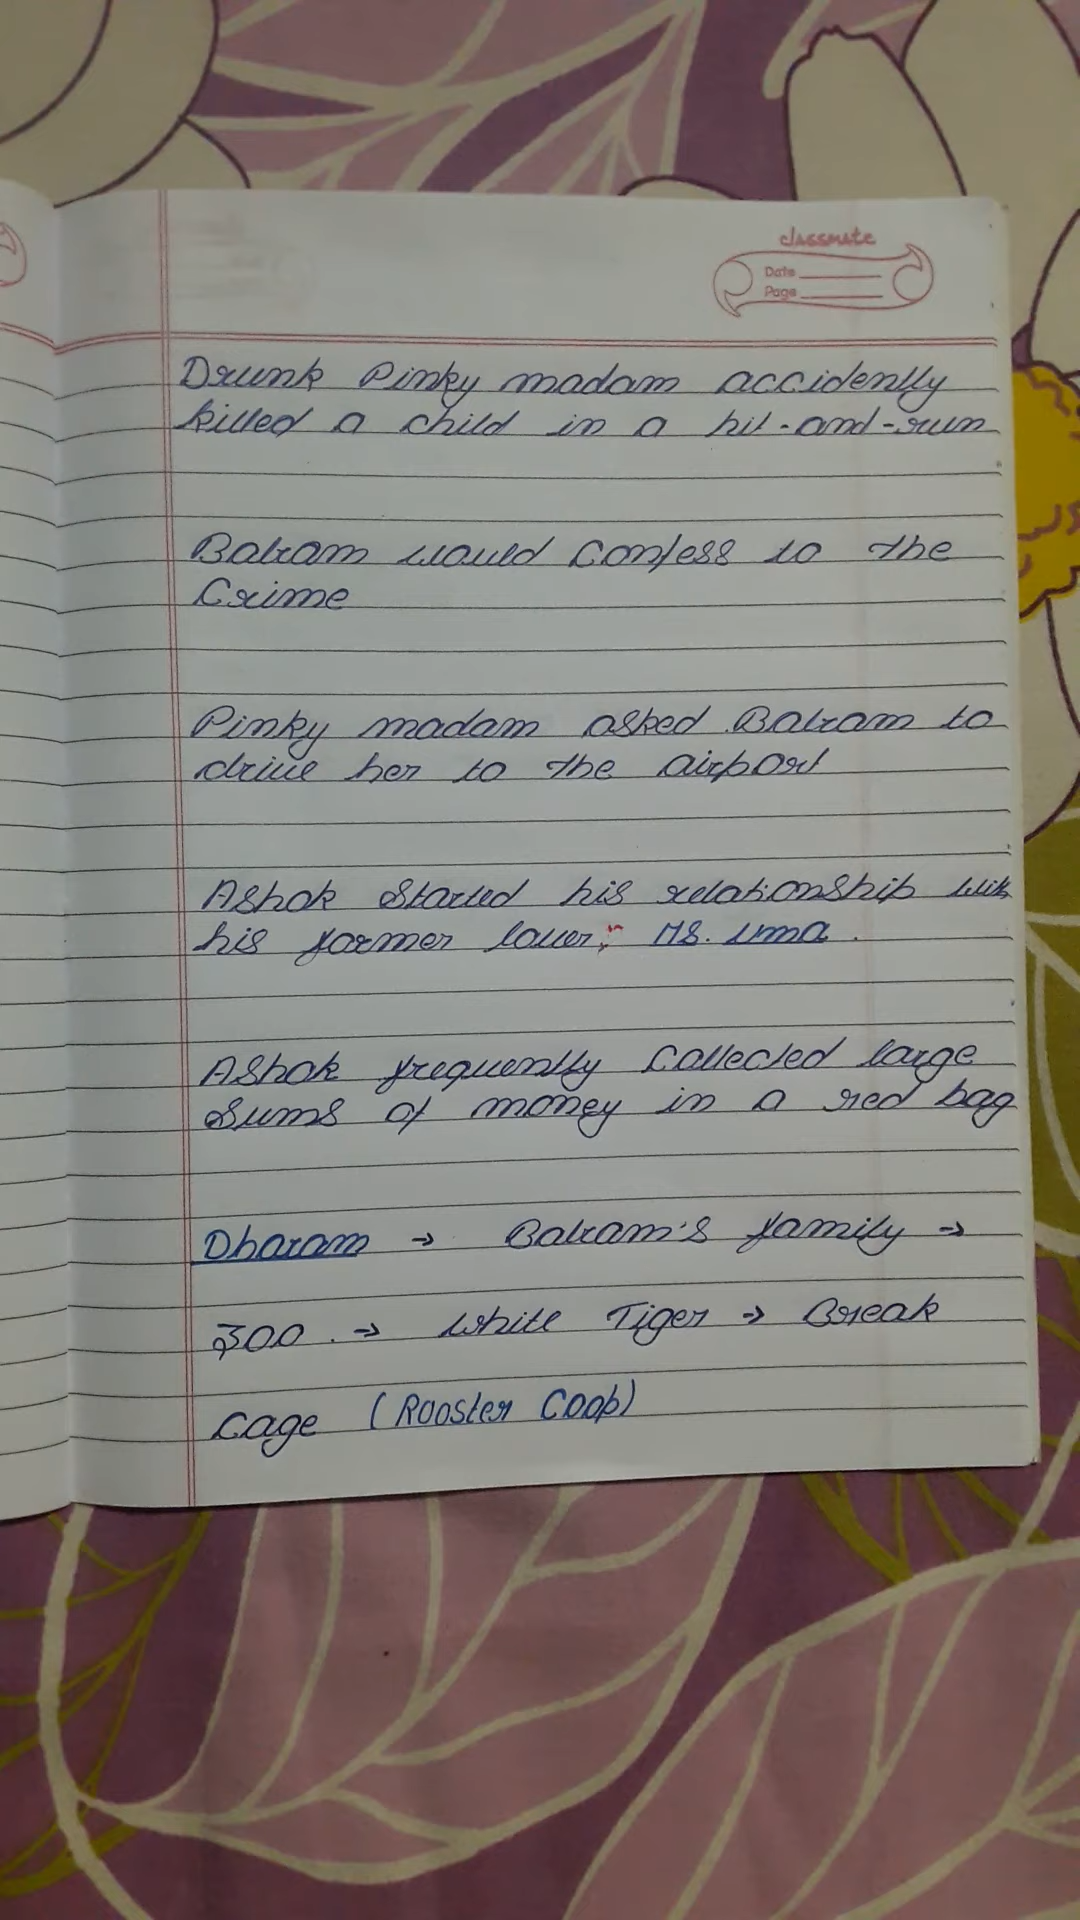 classmate
Date
Page
Drunk Pinky madam accidently
killed a child in a hit-and-run
Balram would Confess to the
Crime
Pinky madam asked Balram to
drive her to the airport
Ashok Started his relationship with
his former lover, Ms. Uma.
Ashok frequently Collected large
Sums of money in a red bag
Dharam → Balram's family →
₹300 → White Tiger → Break
Cage (Rooster Coop)